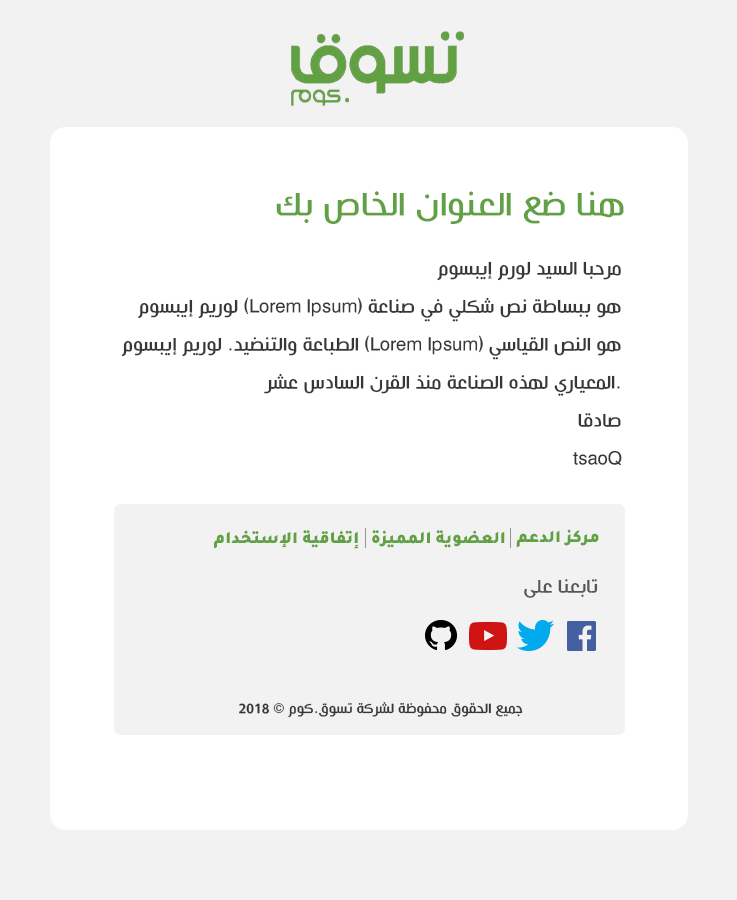 تسوق
.كوم
هنا ضع العنوان الخاص بك
مرحبا السيد لورم إيبسوم
هو ببساطة نص شكلي في صناعة (Lorem Ipsum) لوريم إيبسوم
هو النص القياسي (Lorem Ipsum) الطباعة والتنضيد. لوريم إيبسوم
.المعياري لهذه الصناعة منذ القرن السادس عشر
صادقا
tsaoQ
مركز الدعم | العضوية المميزة | إتفاقية الإستخدام
تابعنا على
جميع الحقوق محفوظة لشركة تسوق.كوم © 2018